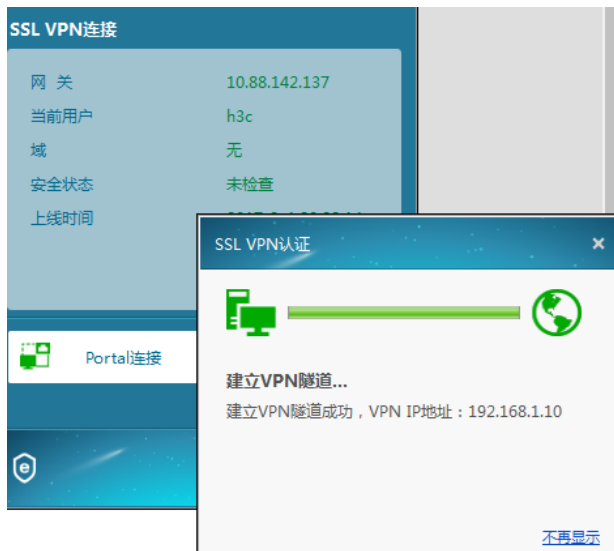 SSL VPN连接
网 关 10.88.142.137
当前用户 h3c
域 无
安全状态 未检查
上线时间
SSL VPN认证
建立VPN隧道...
建立VPN隧道成功，VPN IP地址：192.168.1.10
Portal连接
不再显示